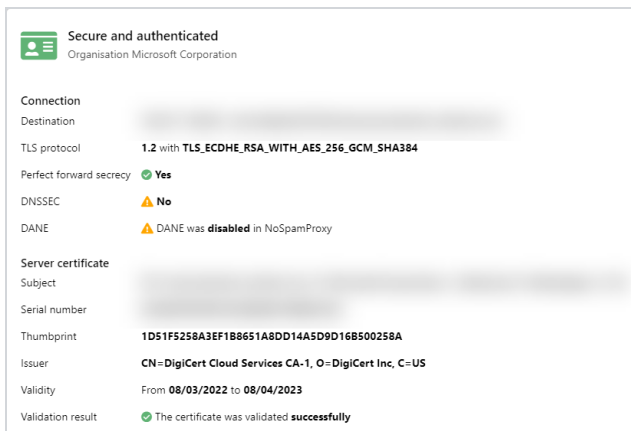 Secure and authenticated
Organisation Microsoft Corporation
Connection
Destination
TLS protocol 1.2 with TLS_ECDHE_RSA_WITH_AES_256_GCM_SHA384
Perfect forward secrecy Yes
DNSSEC No
DANE DANE was disabled in NoSpamProxy
Server certificate
Subject
Serial number
Thumbprint 1D51F5258A3EF1B8651A8DD14A5D9D16B500258A
Issuer CN=DigiCert Cloud Services CA-1, O=DigiCert Inc, C=US
Validity From 08/03/2022 to 08/04/2023
Validation result The certificate was validated successfully